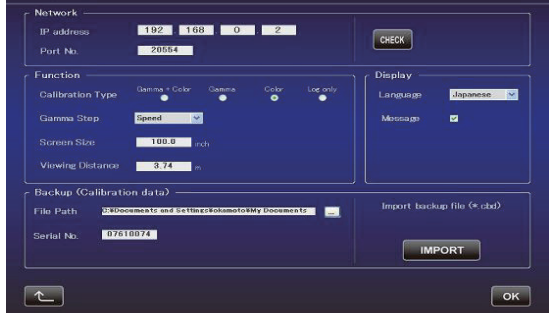 Network
IP address 192 . 168 . 0 . 2
CHECK
Port No. 20554
Function
Display
Gamma + Color Gamma Color Log only
Calibration Type
Language Japanese
Gamma Step Speed
Message
Screen Size 100.0 inch
Viewing Distance 3.74 m
Backup (Calibration data)
File Path C:¥Documents and Settings¥okamoto¥My Documents ...
Import backup file (*.cbd)
Serial No. 07610074
IMPORT
OK